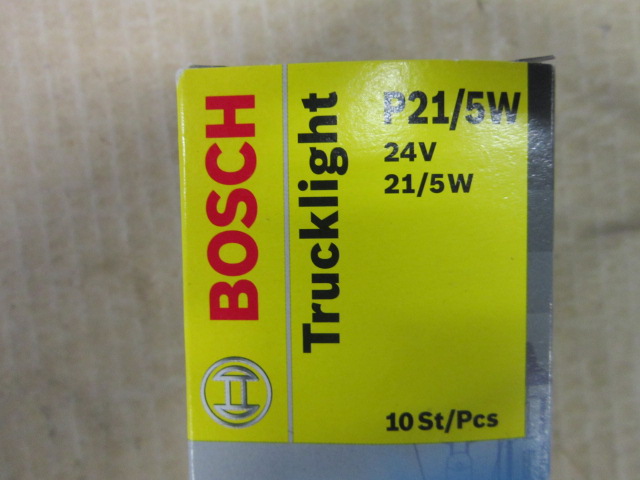 BOSCH
Trucklight
P21/5W
24V
21/5W
10 St/Pcs